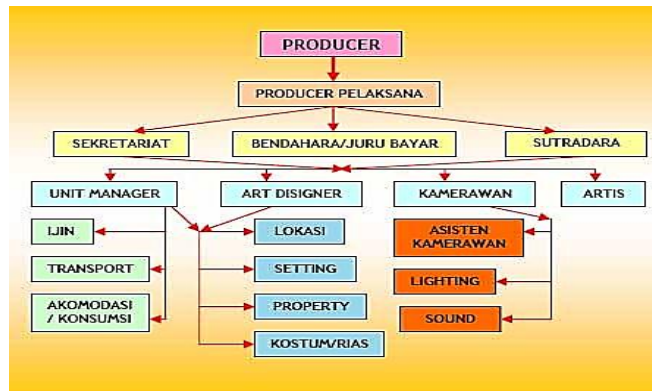 PRODUCER
PRODUCER PELAKSANA
SEKRETARIAT
BENDAHARA/JURU BAYAR
SUTRADARA
UNIT MANAGER
ART DISIGNER
KAMERAWAN
ARTIS
IJIN
LOKASI
ASISTEN
KAMERAWAN
TRANSPORT
SETTING
LIGHTING
AKOMODASI
/ KONSUMSI
PROPERTY
SOUND
KOSTUM/RIAS